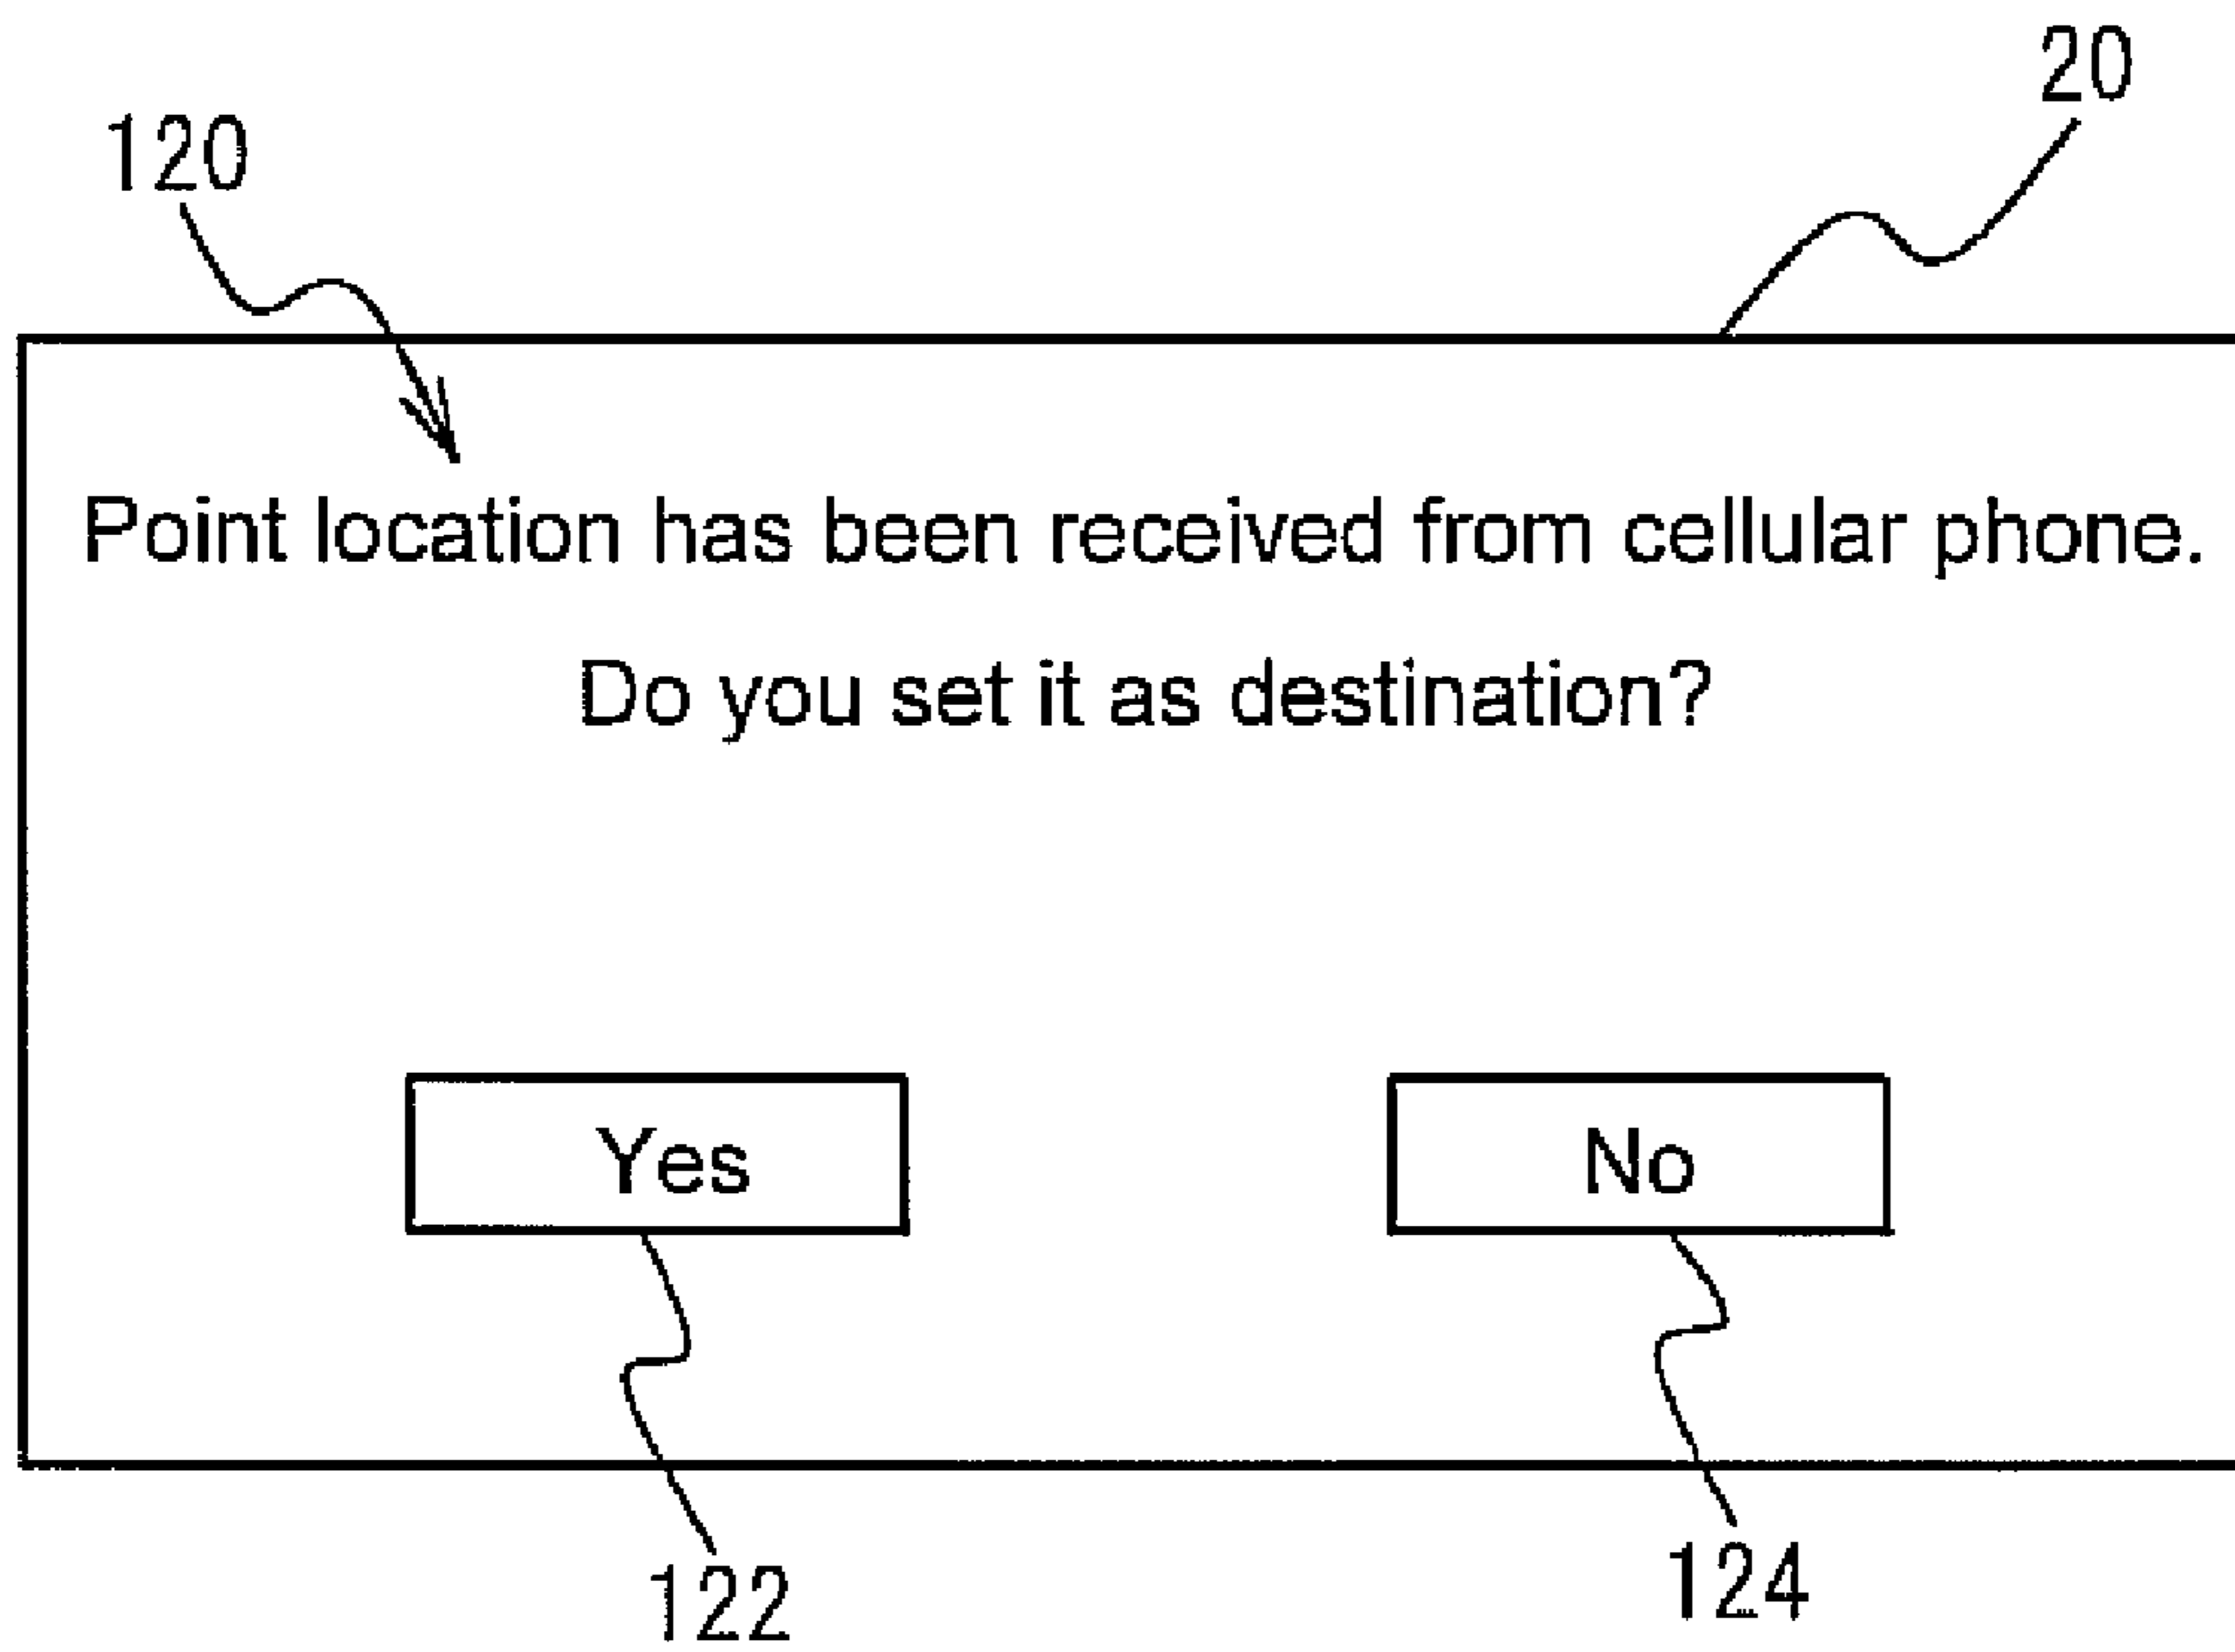 20
120
Point location has been received from cellular phone.
Do you set it as destination?
Yes
No
122
124